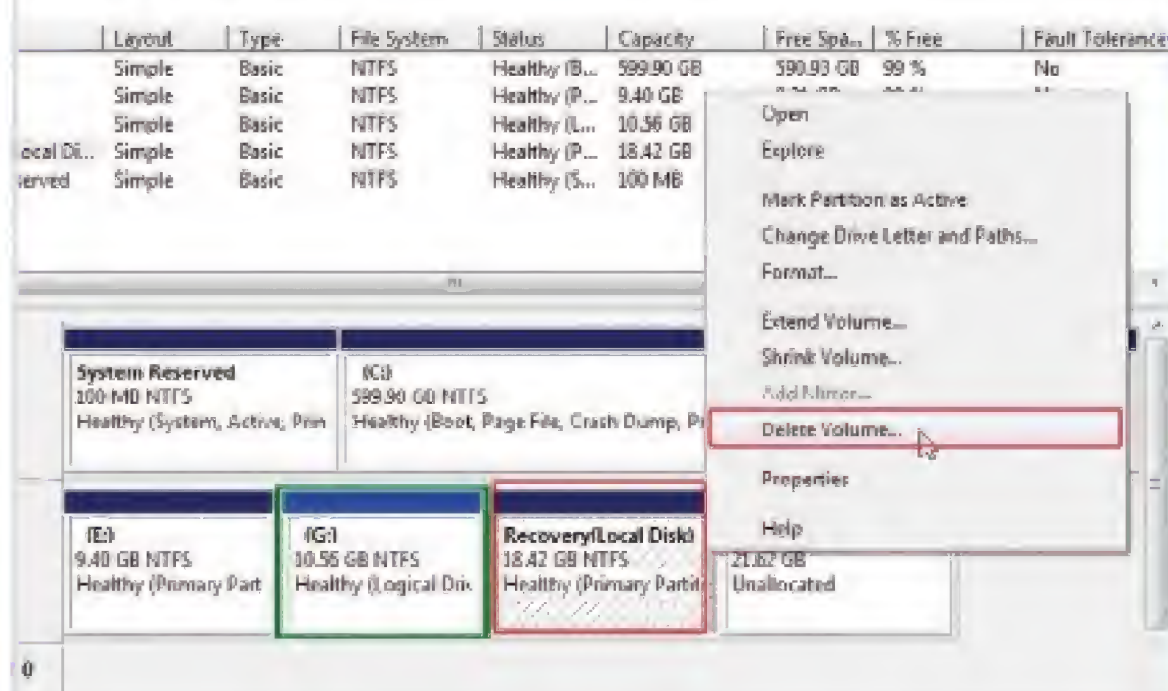 Layout Type File System Status Capacity Free Spa... % Free Fault Tolerance
Simple Basic NTFS Healthy (B... 599.90 GB 590.93 GB 99 % No
Simple Basic NTFS Healthy (P... 9.40 GB
Simple Basic NTFS Healthy (L... 10.56 GB
ocal Di... Simple Basic NTFS Healthy (P... 18.42 GB
served Simple Basic NTFS Healthy (S... 100 MB
Open
Explore
Mark Partition as Active
Change Drive Letter and Paths...
Format...
Extend Volume...
Shrink Volume...
Add Mirror...
Delete Volume...
Properties
Help
System Reserved
100 MB NTFS
Healthy (System, Active, Prim
(C:)
599.90 GB NTFS
Healthy (Boot, Page File, Crash Dump, Pr
(E:)
9.40 GB NTFS
Healthy (Primary Part
(G:)
10.56 GB NTFS
Healthy (Logical Driv
Recovery(Local Disk)
18.42 GB NTFS
Healthy (Primary Partit
21.62 GB
Unallocated
0